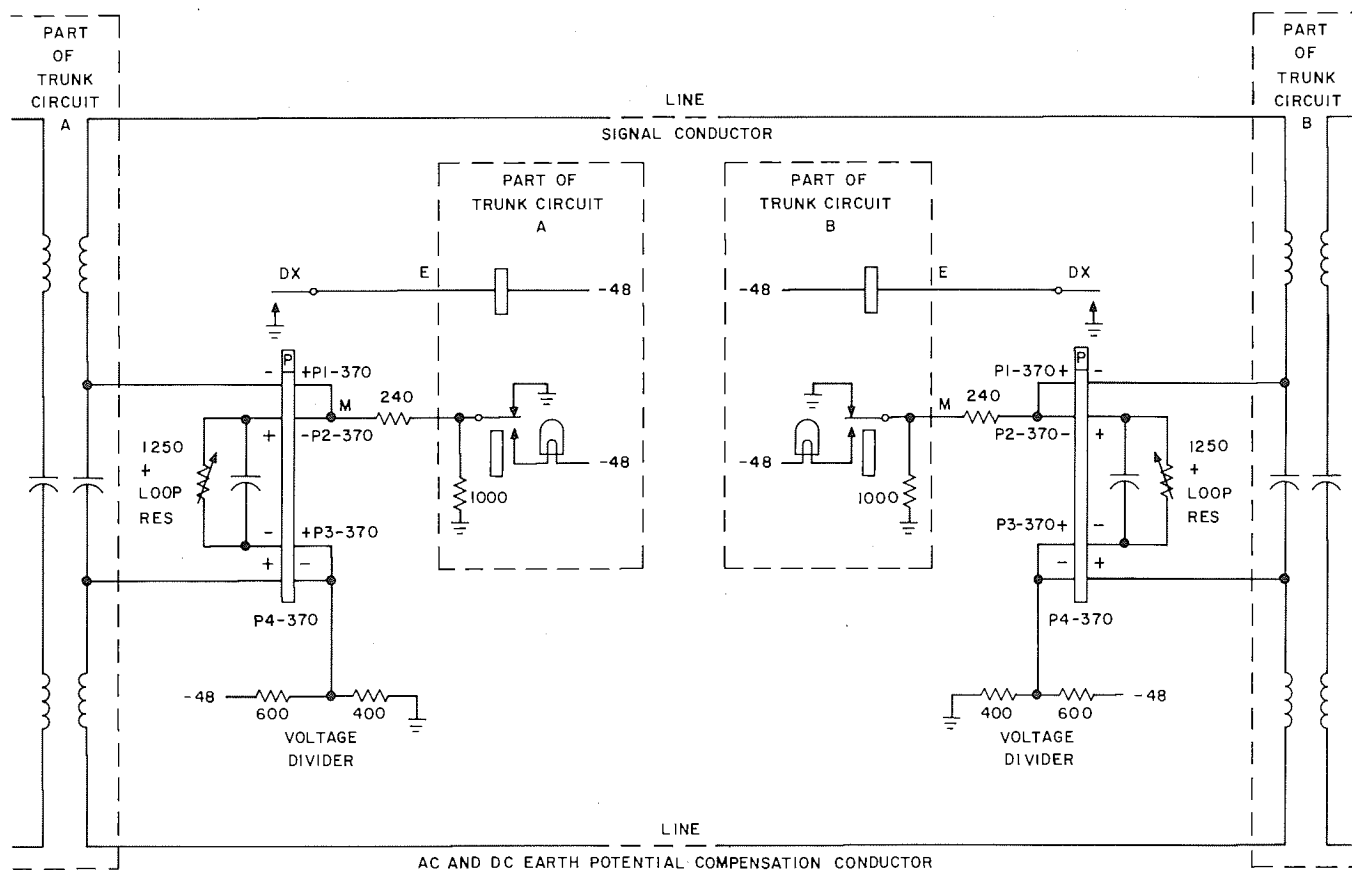 PART
OF
TRUNK
CIRCUIT
A
LINE
SIGNAL CONDUCTOR
PART
OF
TRUNK
CIRCUIT
B
PART OF
TRUNK CIRCUIT
A
PART OF
TRUNK CIRCUIT
B
DX
E
-48
-48
E
DX
P
- +P1-370
240
M
+ -P2-370
-48
1000
1250
+
LOOP
RES
- +P3-370
+ -
P4-370
-48
600
400
VOLTAGE
DIVIDER
P
P1-370+ -
M
240
P2-370- +
-48
1000
1250
+
LOOP
RES
P3-370+ -
- +
P4-370
400
600
-48
VOLTAGE
DIVIDER
LINE
AC AND DC EARTH POTENTIAL COMPENSATION CONDUCTOR